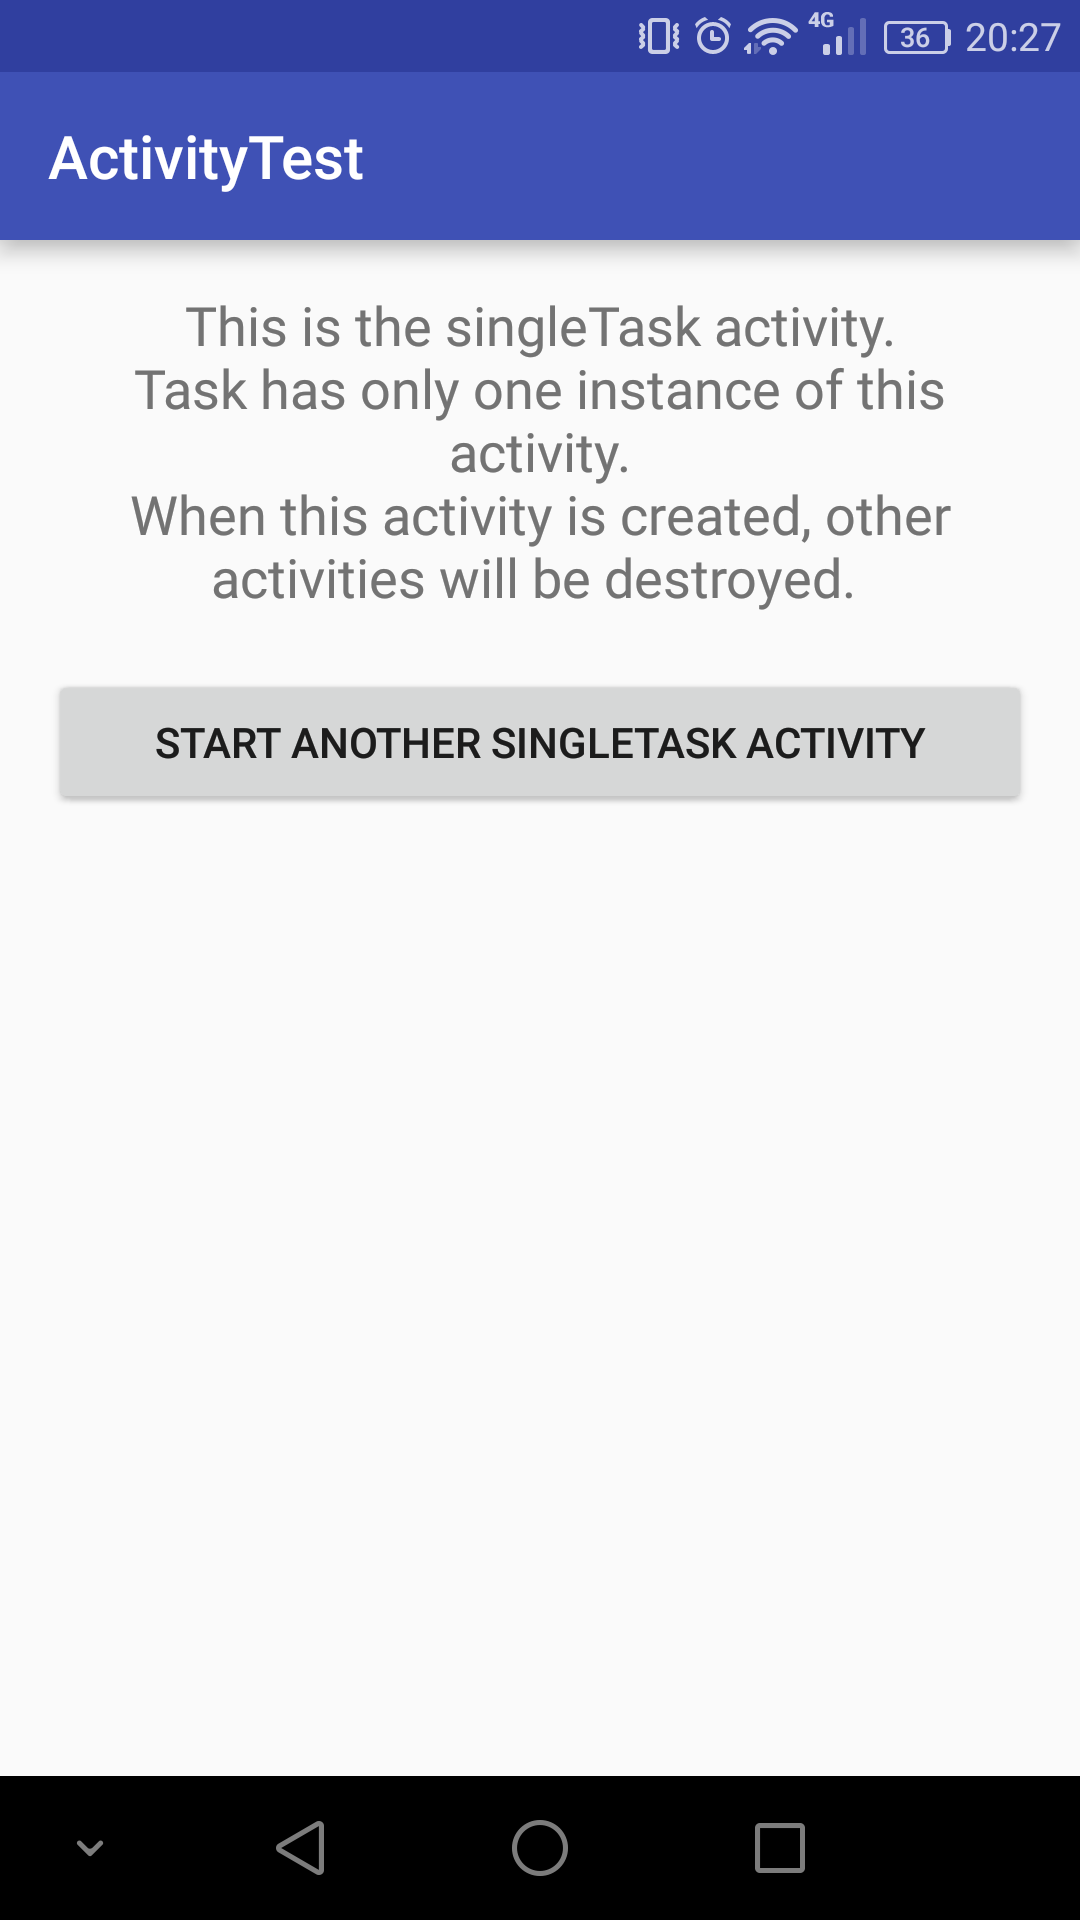 4G 36 20:27
ActivityTest
This is the singleTask activity.
Task has only one instance of this
activity.
When this activity is created, other
activities will be destroyed.
START ANOTHER SINGLETASK ACTIVITY